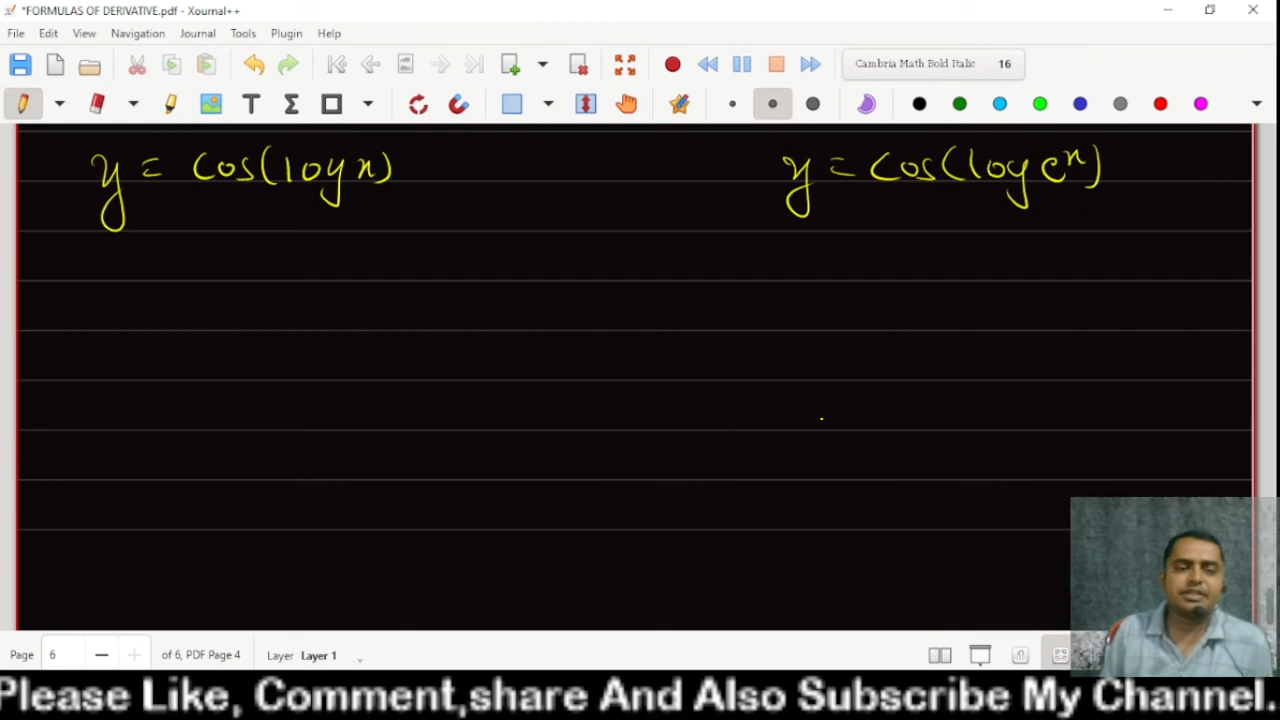 *FORMULAS OF DERIVATIVE.pdf - Xournal++
File Edit View Navigation Journal Tools Plugin Help
Cambria Math Bold Italic 16
y = cos(log x)
y = cos(log eˣ)
Page 6 of 6, PDF Page 4 Layer Layer 1
Please Like, Comment,share And Also Subscribe My Channel.